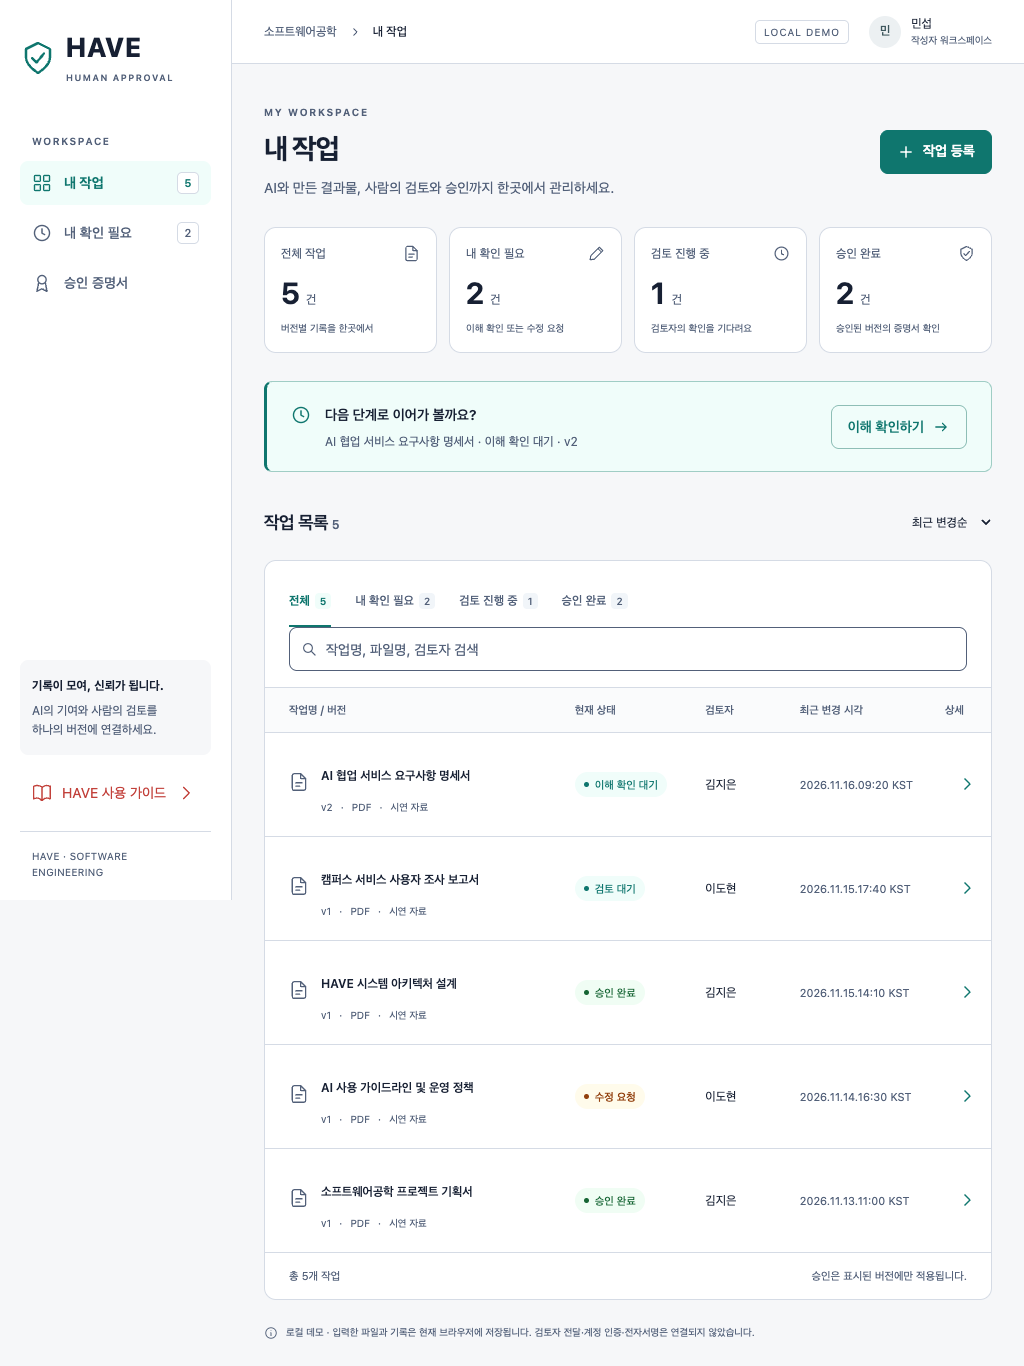 HAVE
HUMAN APPROVAL
WORKSPACE
내 작업 5
내 확인 필요 2
승인 증명서
기록이 모여, 신뢰가 됩니다.
AI의 기여와 사람의 검토를
하나의 버전에 연결하세요.
HAVE 사용 가이드
HAVE · SOFTWARE
ENGINEERING
소프트웨어공학 > 내 작업
LOCAL DEMO
민
민섭
작성자 워크스페이스
MY WORKSPACE
내 작업
AI와 만든 결과물, 사람의 검토와 승인까지 한곳에서 관리하세요.
+ 작업 등록
전체 작업
5 건
버전별 기록을 한곳에서
내 확인 필요
2 건
이해 확인 또는 수정 요청
검토 진행 중
1 건
검토자의 확인을 기다려요
승인 완료
2 건
승인된 버전의 증명서 확인
다음 단계로 이어가 볼까요?
AI 협업 서비스 요구사항 명세서 · 이해 확인 대기 · v2
이해 확인하기 →
작업 목록 5
최근 변경순
전체 5 내 확인 필요 2 검토 진행 중 1 승인 완료 2
작업명, 파일명, 검토자 검색
작업명 / 버전 현재 상태 검토자 최근 변경 시각 상세
AI 협업 서비스 요구사항 명세서
v2 · PDF · 시연 자료
이해 확인 대기 김지은 2026.11.16.09:20 KST
캠퍼스 서비스 사용자 조사 보고서
v1 · PDF · 시연 자료
검토 대기 이도현 2026.11.15.17:40 KST
HAVE 시스템 아키텍처 설계
v1 · PDF · 시연 자료
승인 완료 김지은 2026.11.15.14:10 KST
AI 사용 가이드라인 및 운영 정책
v1 · PDF · 시연 자료
수정 요청 이도현 2026.11.14.16:30 KST
소프트웨어공학 프로젝트 기획서
v1 · PDF · 시연 자료
승인 완료 김지은 2026.11.13.11:00 KST
총 5개 작업
승인은 표시된 버전에만 적용됩니다.
로컬 데모 · 입력한 파일과 기록은 현재 브라우저에 저장됩니다. 검토자 전달·계정 인증·전자서명은 연결되지 않았습니다.